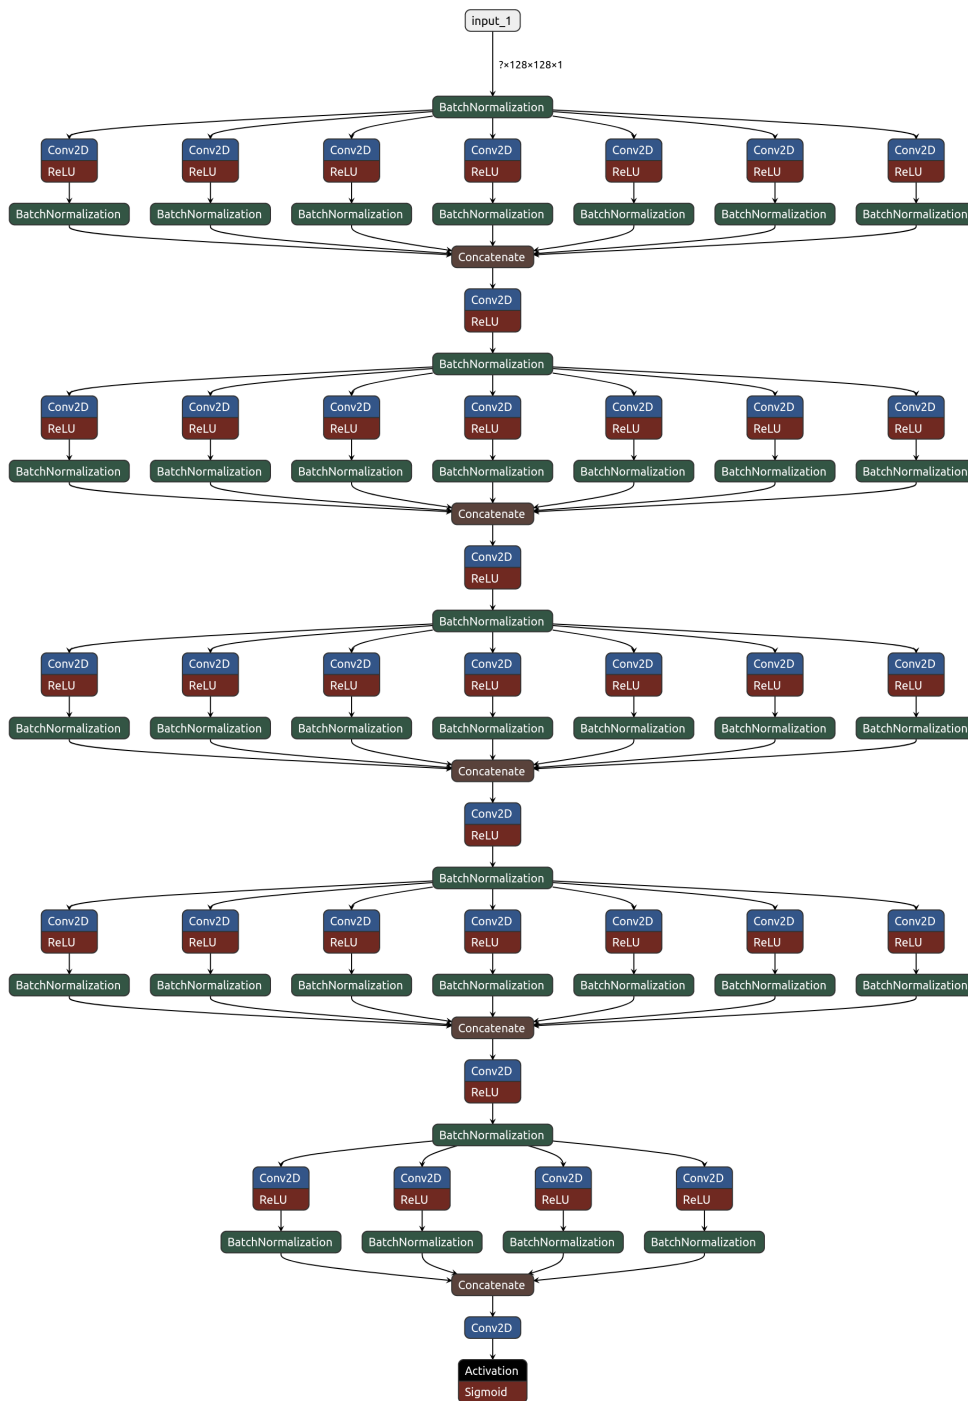 input_1
?×128×128×1
BatchNormalization
Conv2D Conv2D Conv2D Conv2D Conv2D Conv2D Conv2D
ReLU ReLU ReLU ReLU ReLU ReLU ReLU
BatchNormalization BatchNormalization BatchNormalization BatchNormalization BatchNormalization BatchNormalization BatchNormalization
Concatenate
Conv2D
ReLU
BatchNormalization
Conv2D Conv2D Conv2D Conv2D Conv2D Conv2D Conv2D
ReLU ReLU ReLU ReLU ReLU ReLU ReLU
BatchNormalization BatchNormalization BatchNormalization BatchNormalization BatchNormalization BatchNormalization BatchNormalization
Concatenate
Conv2D
ReLU
BatchNormalization
Conv2D Conv2D Conv2D Conv2D Conv2D Conv2D Conv2D
ReLU ReLU ReLU ReLU ReLU ReLU ReLU
BatchNormalization BatchNormalization BatchNormalization BatchNormalization BatchNormalization BatchNormalization BatchNormalization
Concatenate
Conv2D
ReLU
BatchNormalization
Conv2D Conv2D Conv2D Conv2D Conv2D Conv2D Conv2D
ReLU ReLU ReLU ReLU ReLU ReLU ReLU
BatchNormalization BatchNormalization BatchNormalization BatchNormalization BatchNormalization BatchNormalization BatchNormalization
Concatenate
Conv2D
ReLU
BatchNormalization
Conv2D Conv2D Conv2D Conv2D
ReLU ReLU ReLU ReLU
BatchNormalization BatchNormalization BatchNormalization BatchNormalization
Concatenate
Conv2D
Activation
Sigmoid